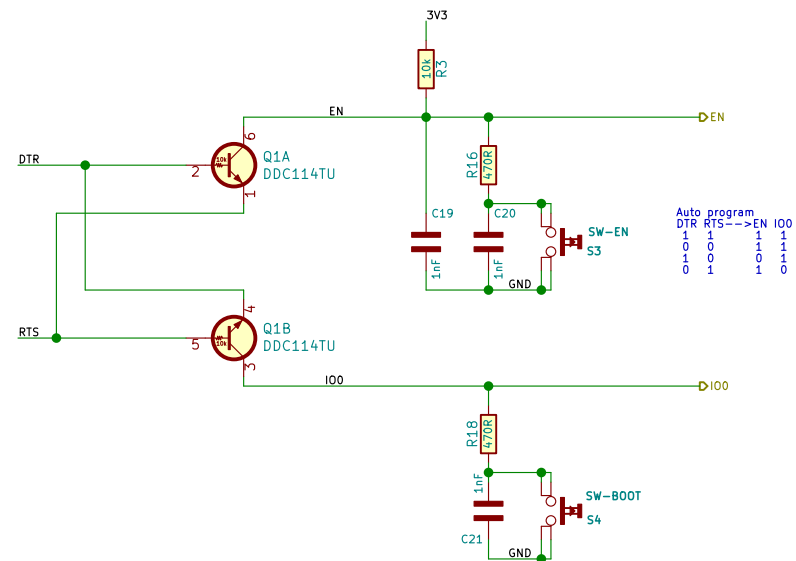 3V3
10k
R3
EN
EN
DTR
2
10k
6
1
Q1A
DDC114TU
R16
470R
C19
1nF
C20
1nF
SW-EN
S3
GND
Auto program
DTR RTS-->EN IO0
1 1 1 1
0 0 1 1
1 0 0 1
0 1 1 0
RTS
5
10k
4
3
Q1B
DDC114TU
IO0
IO0
R18
470R
1nF
C21
SW-BOOT
S4
GND